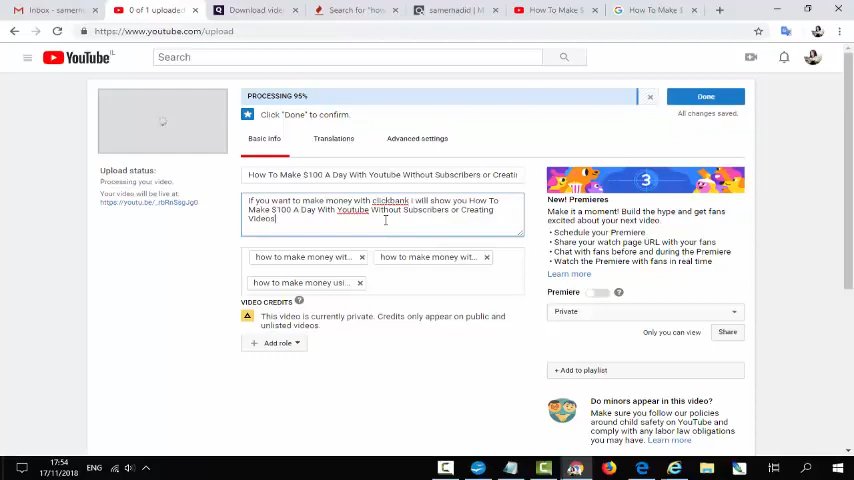 Inbox - samerno
0 of 1 uploaded
Download video
Search for "how
samernadid | M
How To Make $
How To Make $
https://www.youtube.com/upload
YouTube IL
Search
PROCESSING 95%
Done
Click "Done" to confirm.
All changes saved.
Basic info
Translations
Advanced settings
Upload status:
Processing your video.
Your video will be live at:
https://youtu.be/_rbRnSsgJg0
How To Make $100 A Day With Youtube Without Subscribers or Creatin
If you want to make money with clickbank i will show you How To
Make $100 A Day With Youtube Without Subscribers or Creating
Videos
how to make money wit...
how to make money wit...
how to make money usi...
VIDEO CREDITS
This video is currently private. Credits only appear on public and
unlisted videos.
+ Add role
3
New! Premieres
Make it a moment! Build the hype and get fans
excited about your next video.
• Schedule your Premiere
• Share your watch page URL with your fans
• Chat with fans before and during the Premiere
• Watch the Premiere with fans in real time
Learn more
Premiere
Private
Only you can view
Share
+ Add to playlist
Do minors appear in this video?
Make sure you follow our policies
around child safety on YouTube and
comply with any labor law obligations
you may have. Learn more
ENG
17:54
17/11/2018